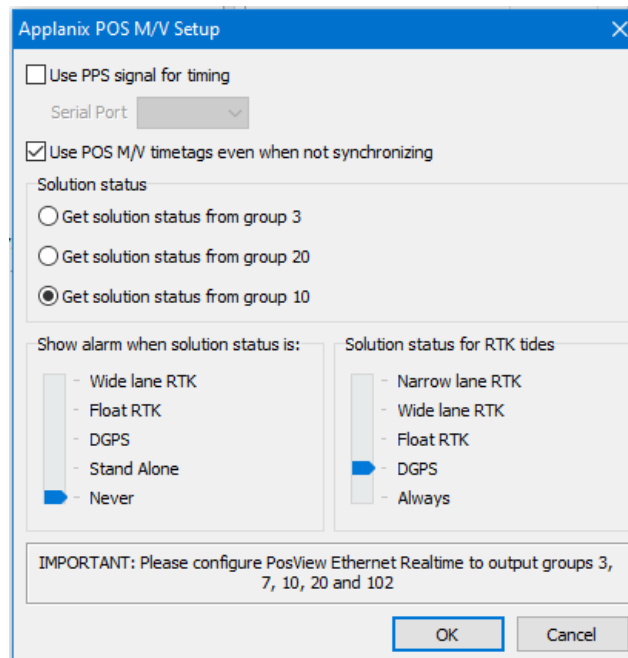 Applanix POS M/V Setup
Use PPS signal for timing
Serial Port
Use POS M/V timetags even when not synchronizing
Solution status
Get solution status from group 3
Get solution status from group 20
Get solution status from group 10
Show alarm when solution status is:
Wide lane RTK
Float RTK
DGPS
Stand Alone
Never
Solution status for RTK tides
Narrow lane RTK
Wide lane RTK
Float RTK
DGPS
Always
IMPORTANT: Please configure PosView Ethernet Realtime to output groups 3,
7, 10, 20 and 102
OK
Cancel